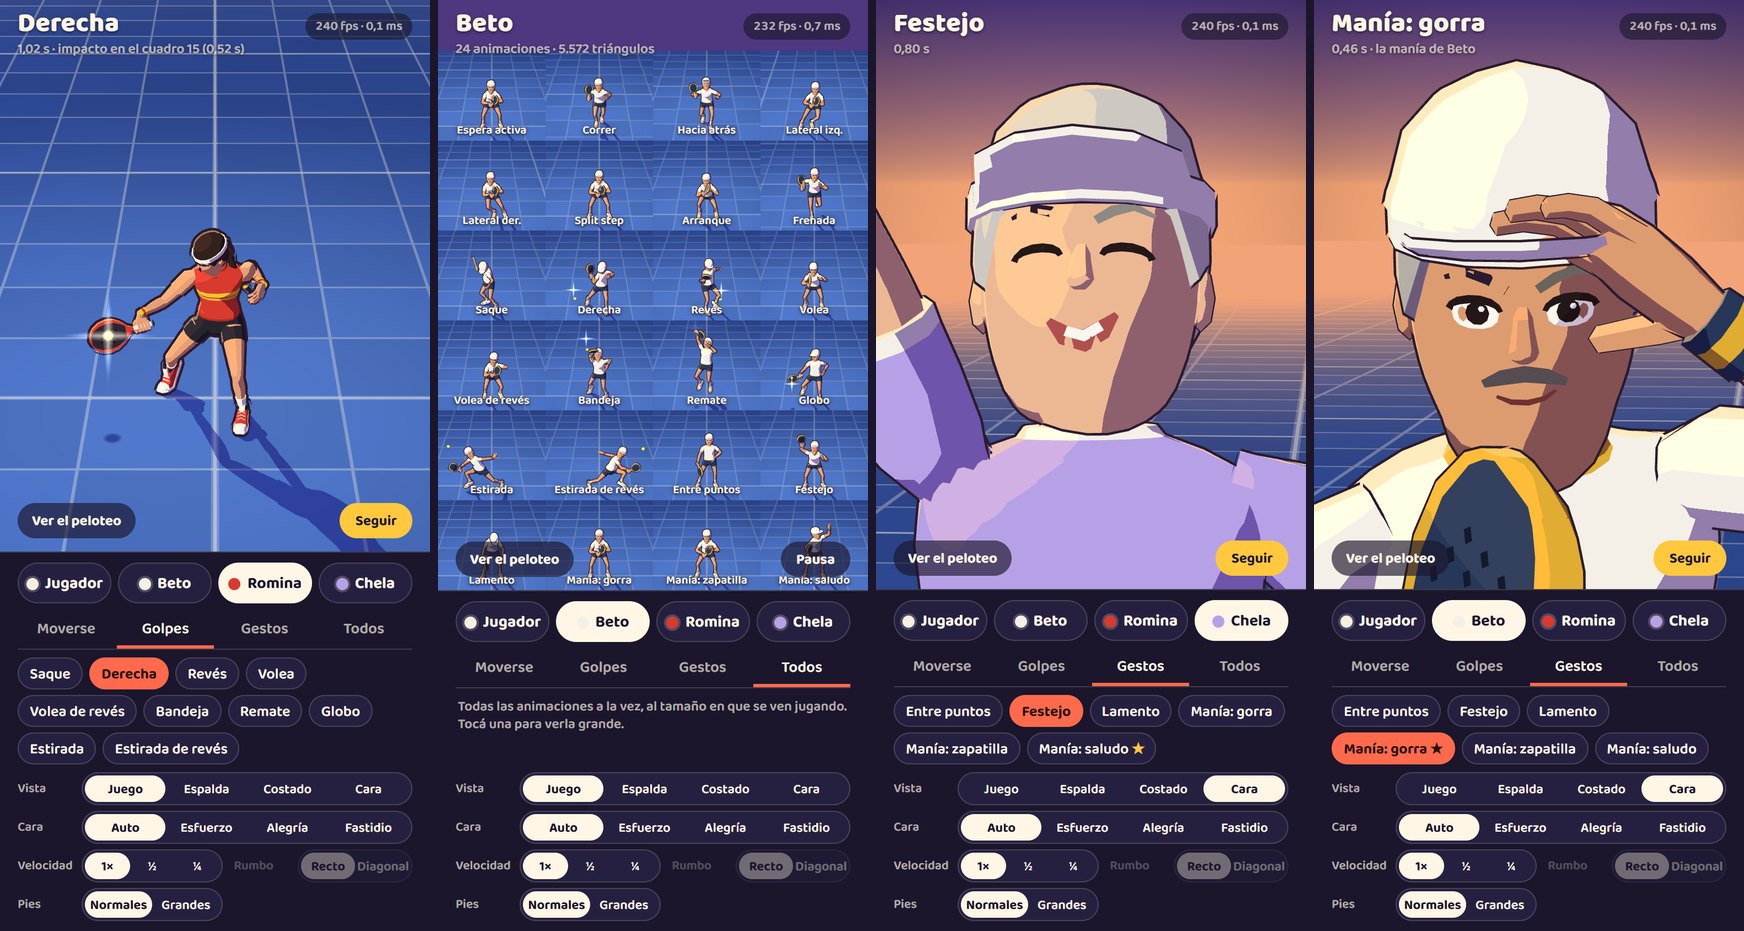 Derecha
240 fps · 0,1 ms
1,02 s · impacto en el cuadro 15 (0,52 s)
Ver el peloteo
Seguir
Jugador
Beto
Romina
Chela
Moverse
Golpes
Gestos
Todos
Saque
Derecha
Revés
Volea
Volea de revés
Bandeja
Remate
Globo
Estirada
Estirada de revés
Vista
Juego
Espalda
Costado
Cara
Cara
Auto
Esfuerzo
Alegría
Fastidio
Velocidad
1×
½
¼
Rumbo
Recto
Diagonal
Pies
Normales
Grandes
Beto
232 fps · 0,7 ms
24 animaciones · 5.572 triángulos
Espera activa
Correr
Hacia atrás
Lateral izq.
Lateral der.
Split step
Arranque
Frenada
Saque
Derecha
Revés
Volea
Volea de revés
Bandeja
Remate
Globo
Estirada
Estirada de revés
Entre puntos
Festejo
Ver el peloteo
Pausa
Lamento
Manía: gorra
Manía: zapatilla
Manía: saludo
Jugador
Beto
Romina
Chela
Moverse
Golpes
Gestos
Todos
Todas las animaciones a la vez, al tamaño en que se ven jugando.
Tocá una para verla grande.
Vista
Juego
Espalda
Costado
Cara
Cara
Auto
Esfuerzo
Alegría
Fastidio
Velocidad
1×
½
¼
Rumbo
Recto
Diagonal
Pies
Normales
Grandes
Festejo
240 fps · 0,1 ms
0,80 s
Ver el peloteo
Seguir
Jugador
Beto
Romina
Chela
Moverse
Golpes
Gestos
Todos
Entre puntos
Festejo
Lamento
Manía: gorra
Manía: zapatilla
Manía: saludo ★
Vista
Juego
Espalda
Costado
Cara
Cara
Auto
Esfuerzo
Alegría
Fastidio
Velocidad
1×
½
¼
Rumbo
Recto
Diagonal
Pies
Normales
Grandes
Manía: gorra
240 fps · 0,1 ms
0,46 s · la manía de Beto
Ver el peloteo
Seguir
Jugador
Beto
Romina
Chela
Moverse
Golpes
Gestos
Todos
Entre puntos
Festejo
Lamento
Manía: gorra ★
Manía: zapatilla
Manía: saludo
Vista
Juego
Espalda
Costado
Cara
Cara
Auto
Esfuerzo
Alegría
Fastidio
Velocidad
1×
½
¼
Rumbo
Recto
Diagonal
Pies
Normales
Grandes